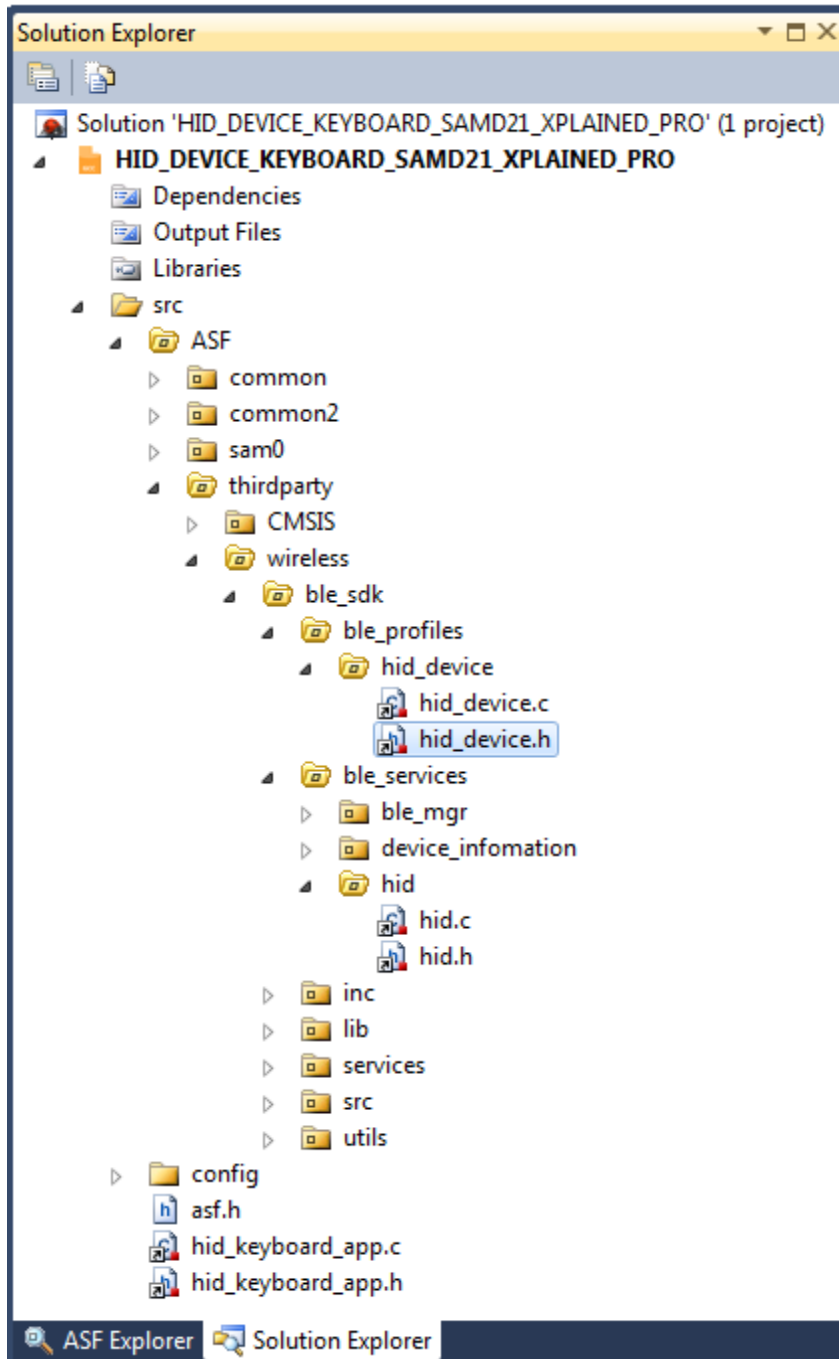 Solution Explorer
Solution 'HID_DEVICE_KEYBOARD_SAMD21_XPLAINED_PRO' (1 project)
HID_DEVICE_KEYBOARD_SAMD21_XPLAINED_PRO
Dependencies
Output Files
Libraries
src
ASF
common
common2
sam0
thirdparty
CMSIS
wireless
ble_sdk
ble_profiles
hid_device
hid_device.c
hid_device.h
ble_services
ble_mgr
device_infomation
hid
hid.c
hid.h
inc
lib
services
src
utils
config
asf.h
hid_keyboard_app.c
hid_keyboard_app.h
ASF Explorer Solution Explorer